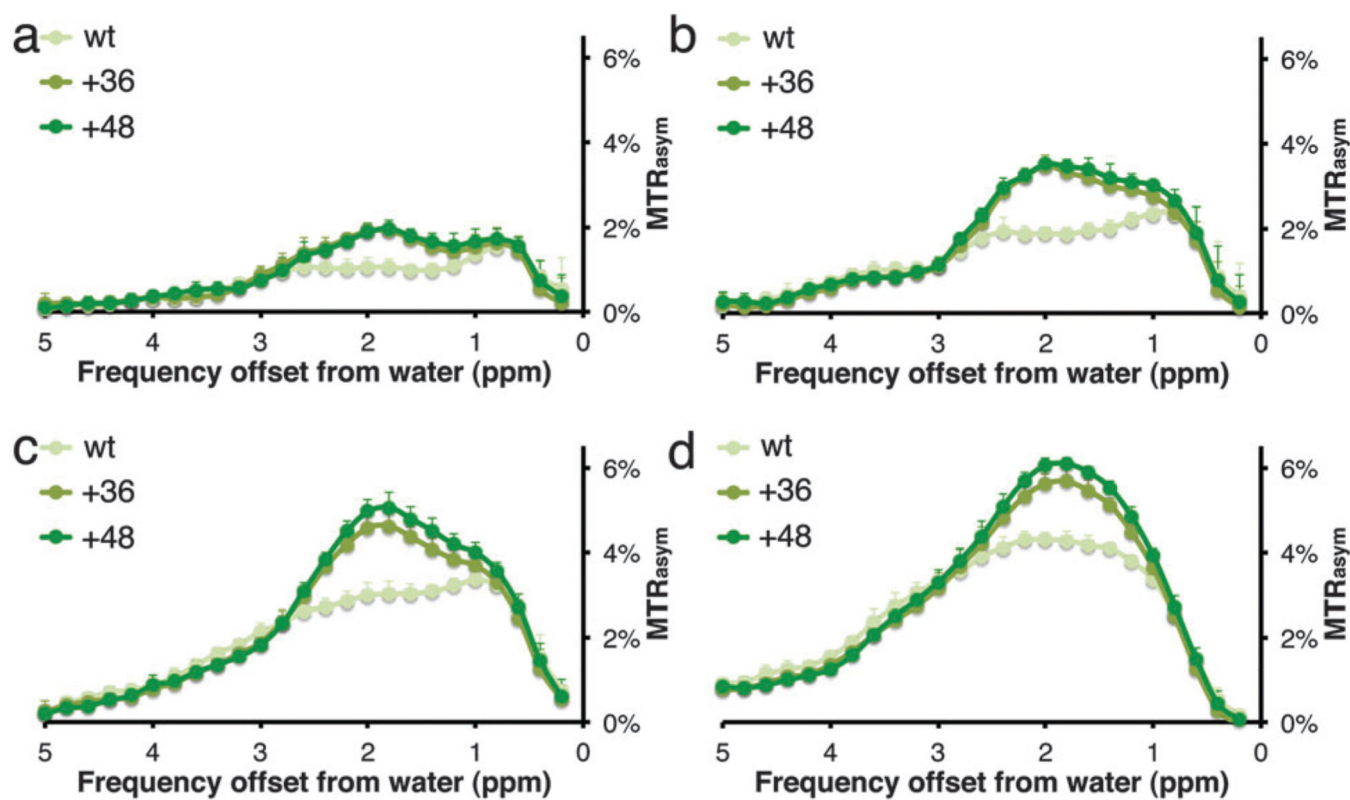 a
wt
+36
+48
6%
4%
2%
0%
MTRasym
5 4 3 2 1 0
Frequency offset from water (ppm)
b
wt
+36
+48
6%
4%
2%
0%
MTRasym
5 4 3 2 1 0
Frequency offset from water (ppm)
c
wt
+36
+48
6%
4%
2%
0%
MTRasym
5 4 3 2 1 0
Frequency offset from water (ppm)
d
wt
+36
+48
6%
4%
2%
0%
MTRasym
5 4 3 2 1 0
Frequency offset from water (ppm)